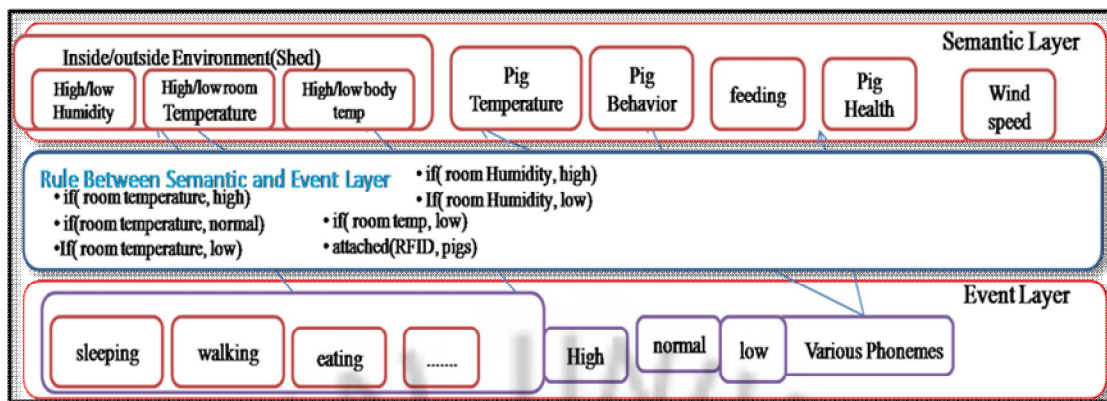 Semantic Layer
Inside/outside Environment(Shed)
High/low
Humidity
High/low room
Temperature
High/low body
temp
Pig
Temperature
Pig
Behavior
feeding
Pig
Health
Wind
speed
Rule Between Semantic and Event Layer
• if( room temperature, high)
• if(room temperature, normal)
•If( room temperature, low)
• if( room Humidity, high)
• If( room Humidity, low)
• if( room temp, low)
• attached(RFID, pigs)
Event Layer
sleeping
walking
eating
.......
High
normal
low
Various Phonemes